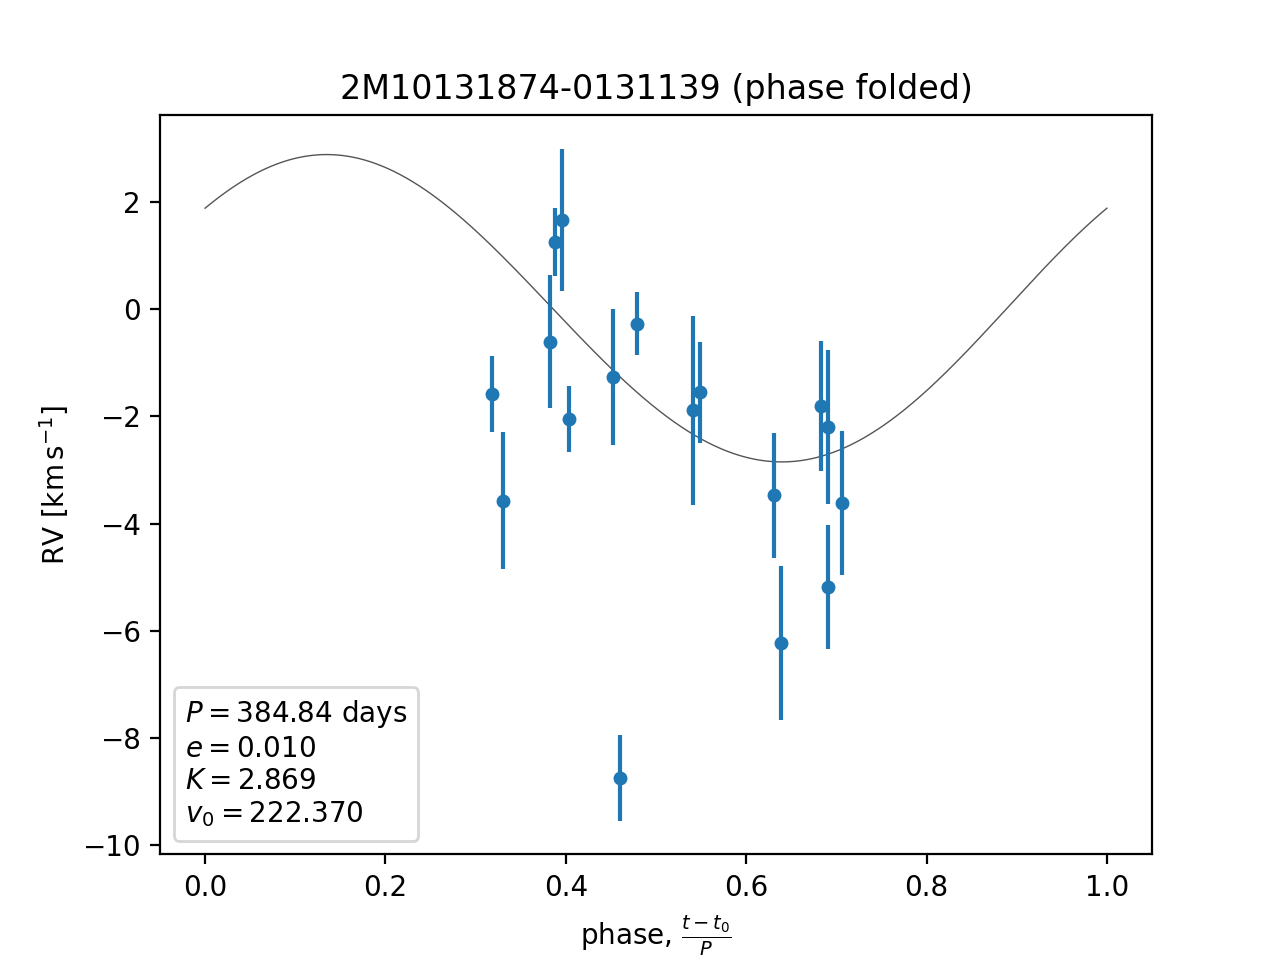 2M10131874-0131139 (phase folded)
RV [km s⁻¹]
2
0
−2
−4
−6
−8
−10
P = 384.84 days
e = 0.010
K = 2.869
v₀ = 222.370
0.0 0.2 0.4 0.6 0.8 1.0
phase, (t − t₀)/P